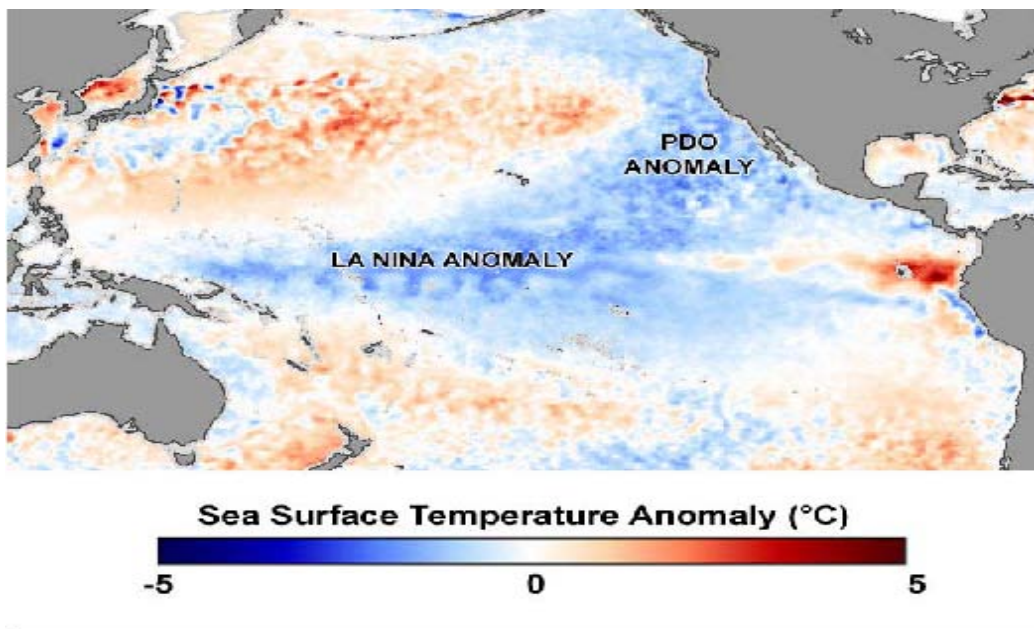 PDO
ANOMALY
LA NINA ANOMALY
Sea Surface Temperature Anomaly (°C)
-5 0 5